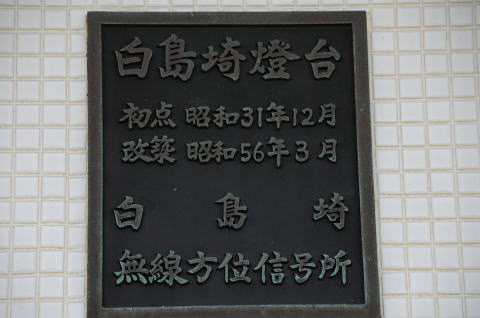 白島埼燈台
初点 昭和31年12月
改築 昭和56年3月
白島埼
無線方位信号所